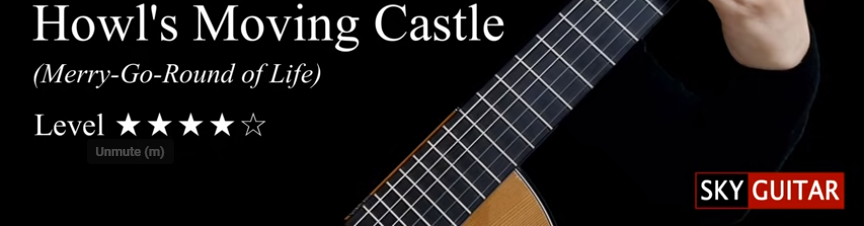 Howl's Moving Castle
(Merry-Go-Round of Life)
Level ★★★★☆
Unmute (m)
SKY GUITAR